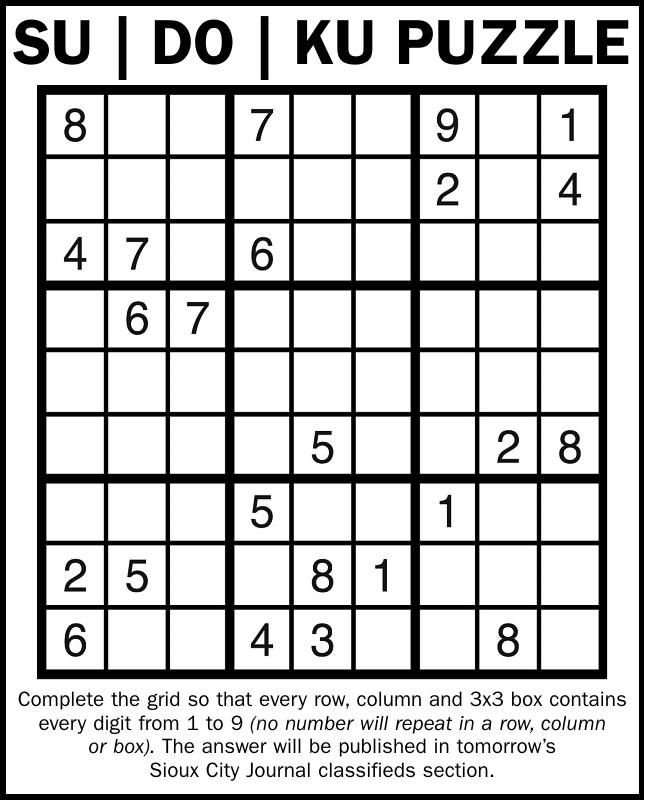 SU | DO | KU PUZZLE
8 7 9 1
2 4
4 7 6
6 7
5 2 8
5 1
2 5 8 1
6 4 3 8
Complete the grid so that every row, column and 3x3 box contains
every digit from 1 to 9 (no number will repeat in a row, column
or box). The answer will be published in tomorrow’s
Sioux City Journal classifieds section.